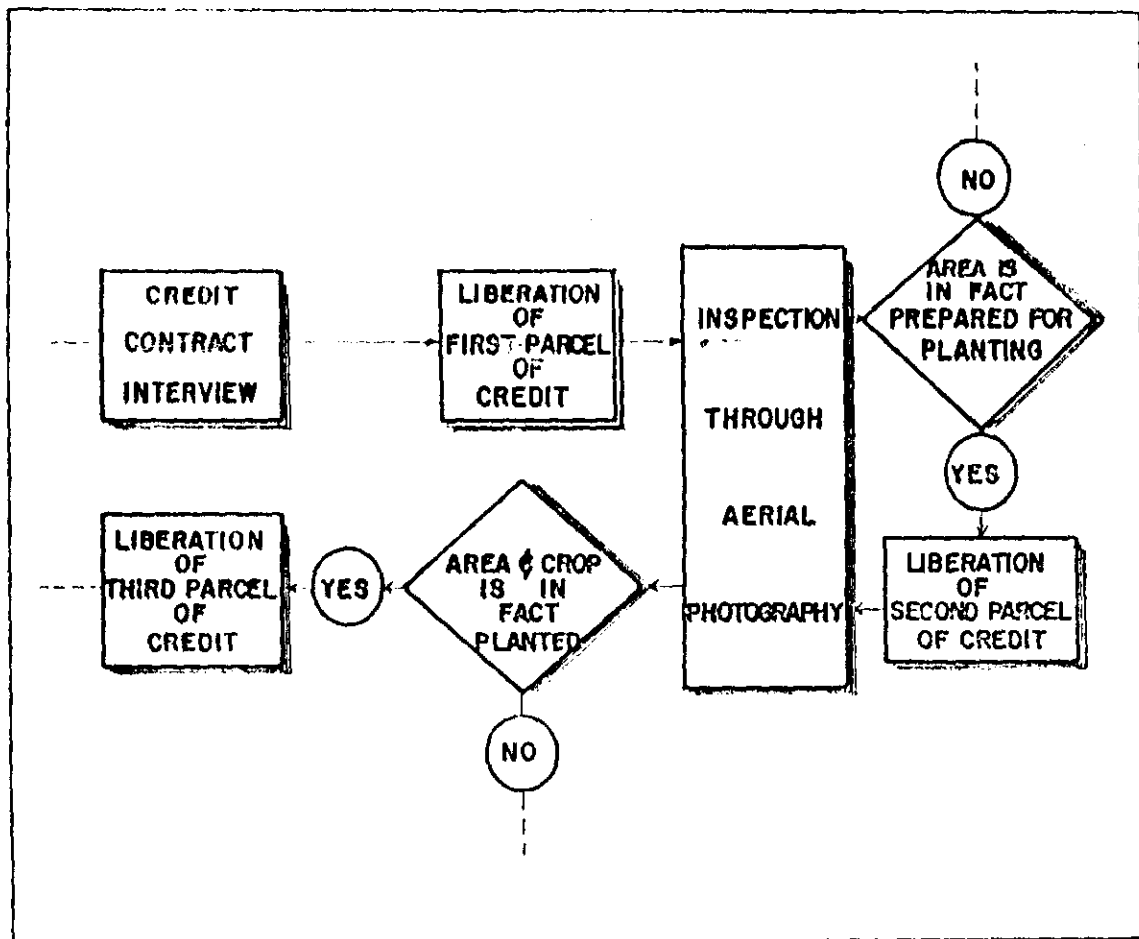 CREDIT
CONTRACT
INTERVIEW
LIBERATION
OF
FIRST PARCEL
OF
CREDIT
INSPECTION
THROUGH
AERIAL
PHOTOGRAPHY
NO
AREA IS
IN FACT
PREPARED FOR
PLANTING
YES
LIBERATION
OF
SECOND PARCEL
OF CREDIT
AREA & CROP
IS IN
FACT
PLANTED
NO
YES
LIBERATION
OF
THIRD PARCEL
OF
CREDIT